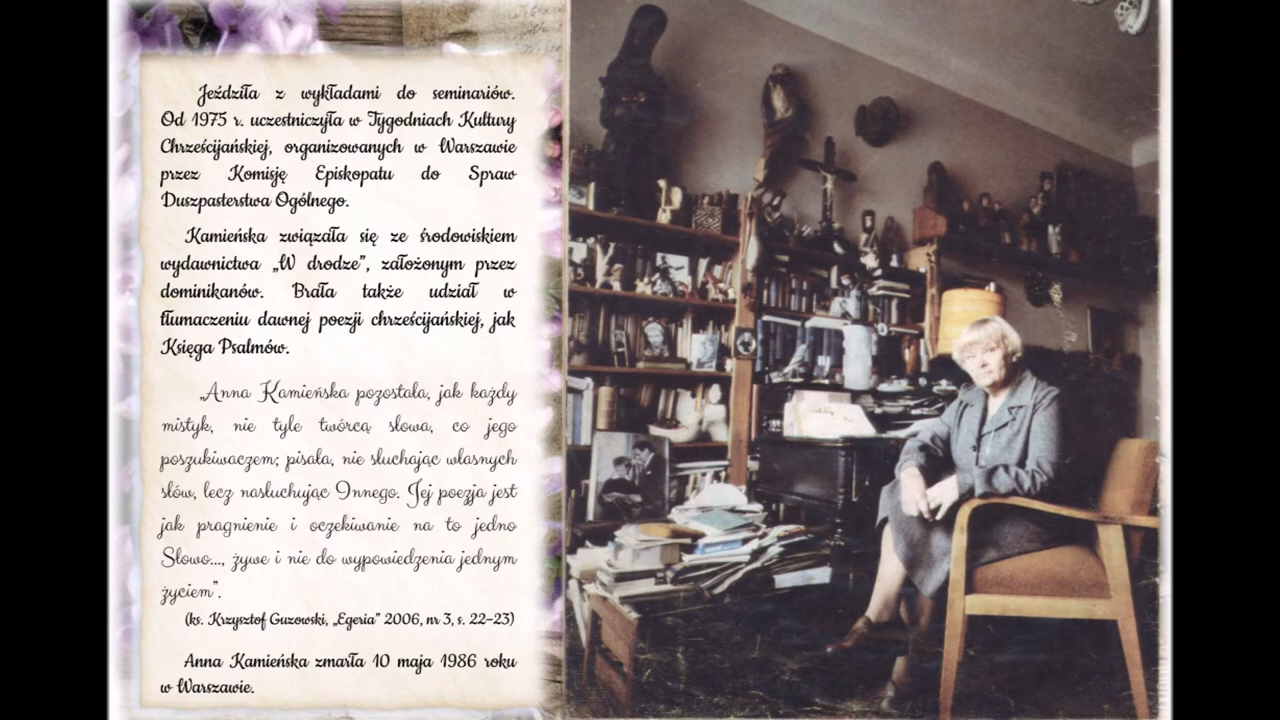 Jeździła z wykładami do seminariów.
Od 1975 r. uczestniczyła w Tygodniach Kultury
Chrześcijańskiej, organizowanych w Warszawie
przez Komisję Episkopatu do Spraw
Duszpasterstwa Ogólnego.
Kamieńska związała się ze środowiskiem
wydawnictwa „W drodze”, założonym przez
dominikanów. Brała także udział w
tłumaczeniu dawnej poezji chrześcijańskiej, jak
Księga Psalmów.
„Anna Kamieńska pozostała, jak każdy
mistyk, nie tyle twórcą słowa, co jego
poszukiwaczem; pisała, nie słuchając własnych
słów, lecz nasłuchując Innego. Jej poezja jest
jak pragnienie i oczekiwanie na to jedno
Słowo..., żywe i nie do wypowiedzenia jednym
życiem”.
(ks. Krzysztof Guzowski, „Egeria” 2006, nr 3, s. 22–23)
Anna Kamieńska zmarła 10 maja 1986 roku
w Warszawie.